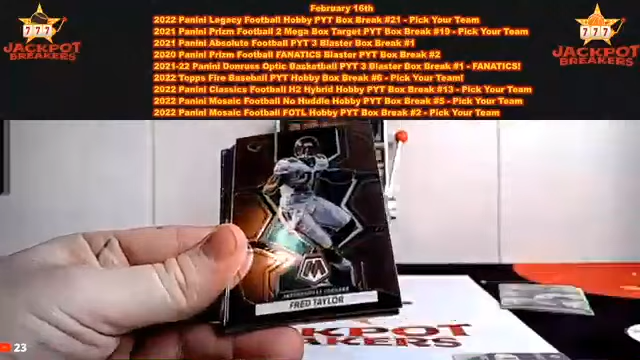 February 16th
2022 Panini Legacy Football Hobby PYT Box Break #21 - Pick Your Team
2021 Panini Prizm Football 2 Mega Box Target PYT Box Break #19 - Pick Your Team
2021 Panini Absolute Football PYT 3 Blaster Box Break #1
2020 Panini Prizm Football FANATICS Blaster PYT Box Break #2
2021-22 Panini Donruss Optic Basketball PYT 3 Blaster Box Break #1 - FANATICS!
2022 Topps Fire Baseball PYT Hobby Box Break #6 - Pick Your Team!
2022 Panini Classics Football H2 Hybrid Hobby PYT Box Break #13 - Pick Your Team
2022 Panini Mosaic Football No Huddle Hobby PYT Box Break #5 - Pick Your Team
2022 Panini Mosaic Football FOTL Hobby PYT Box Break #2 - Pick Your Team
777
JACKPOT
BREAKERS
777
JACKPOT
BREAKERS
M
JACKSONVILLE JAGUARS
FRED TAYLOR
CKPOT
BREAKERS
23